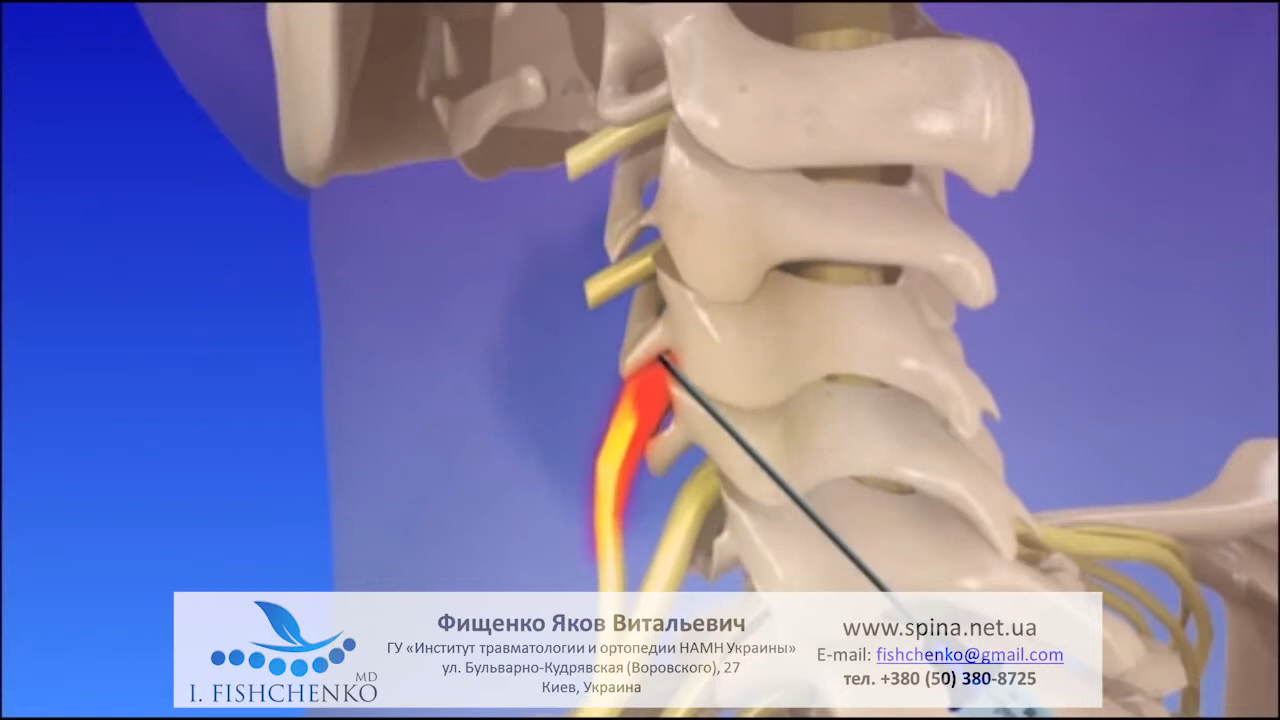 MD
I. FISHCHENKO
Фищенко Яков Витальевич
ГУ «Институт травматологии и ортопедии НАМН Украины»
ул. Бульварно-Кудрявская (Воровского), 27
Киев, Украина
www.spina.net.ua
E-mail: fishchenko@gmail.com
тел. +380 (50) 380-8725